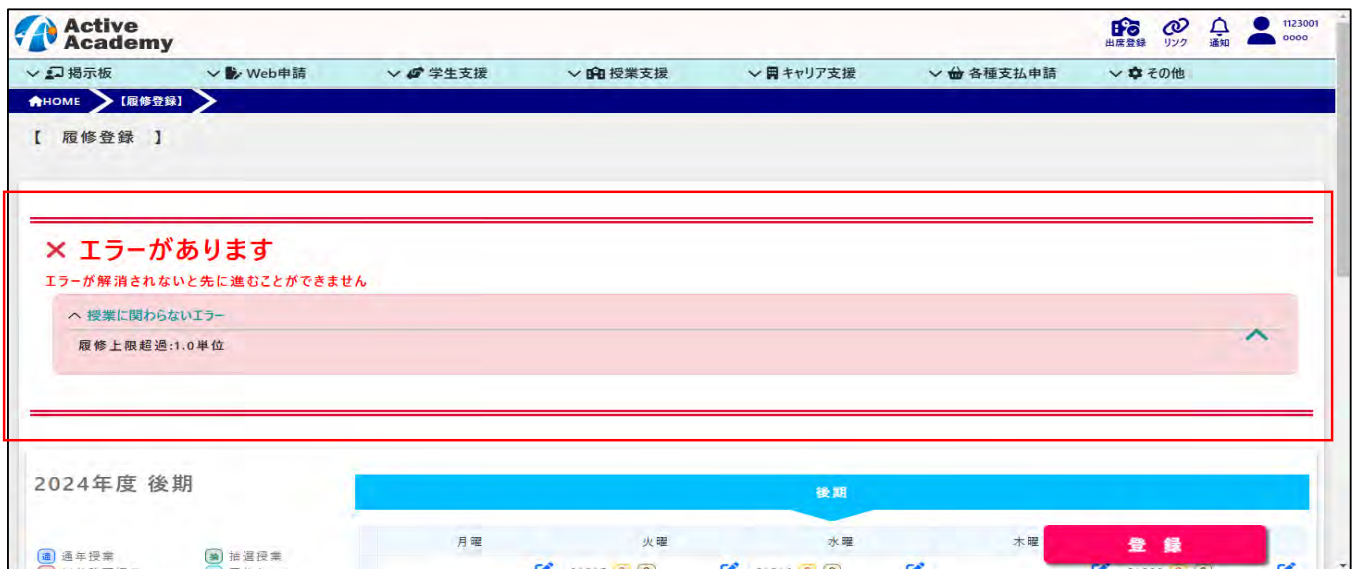 Active
Academy
出席登録 リンク 通知 1123001
0000
掲示板 Web申請 学生支援 授業支援 キャリア支援 各種支払申請 その他
HOME 【履修登録】
【 履修登録 】
× エラーがあります
エラーが解消されないと先に進むことができません
授業に関わらないエラー
履修上限超過:1.0単位
2024年度 後期
後期
月曜 火曜 水曜 木曜
登 録
通 通年授業 抽 抽選授業